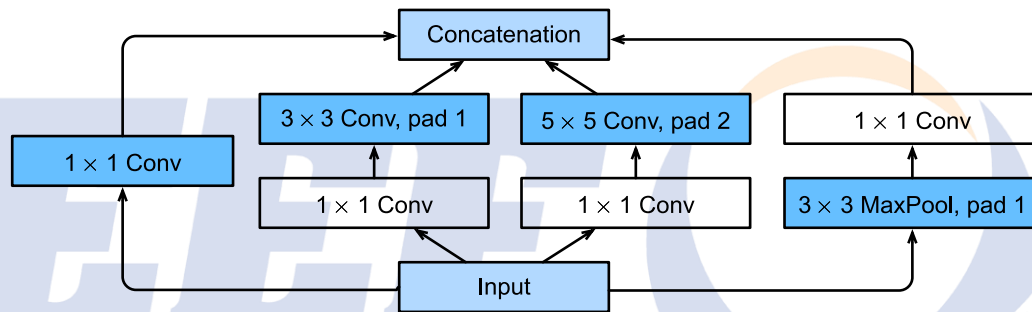 Concatenation
3 × 3 Conv, pad 1
5 × 5 Conv, pad 2
1 × 1 Conv
1 × 1 Conv
1 × 1 Conv
1 × 1 Conv
3 × 3 MaxPool, pad 1
Input